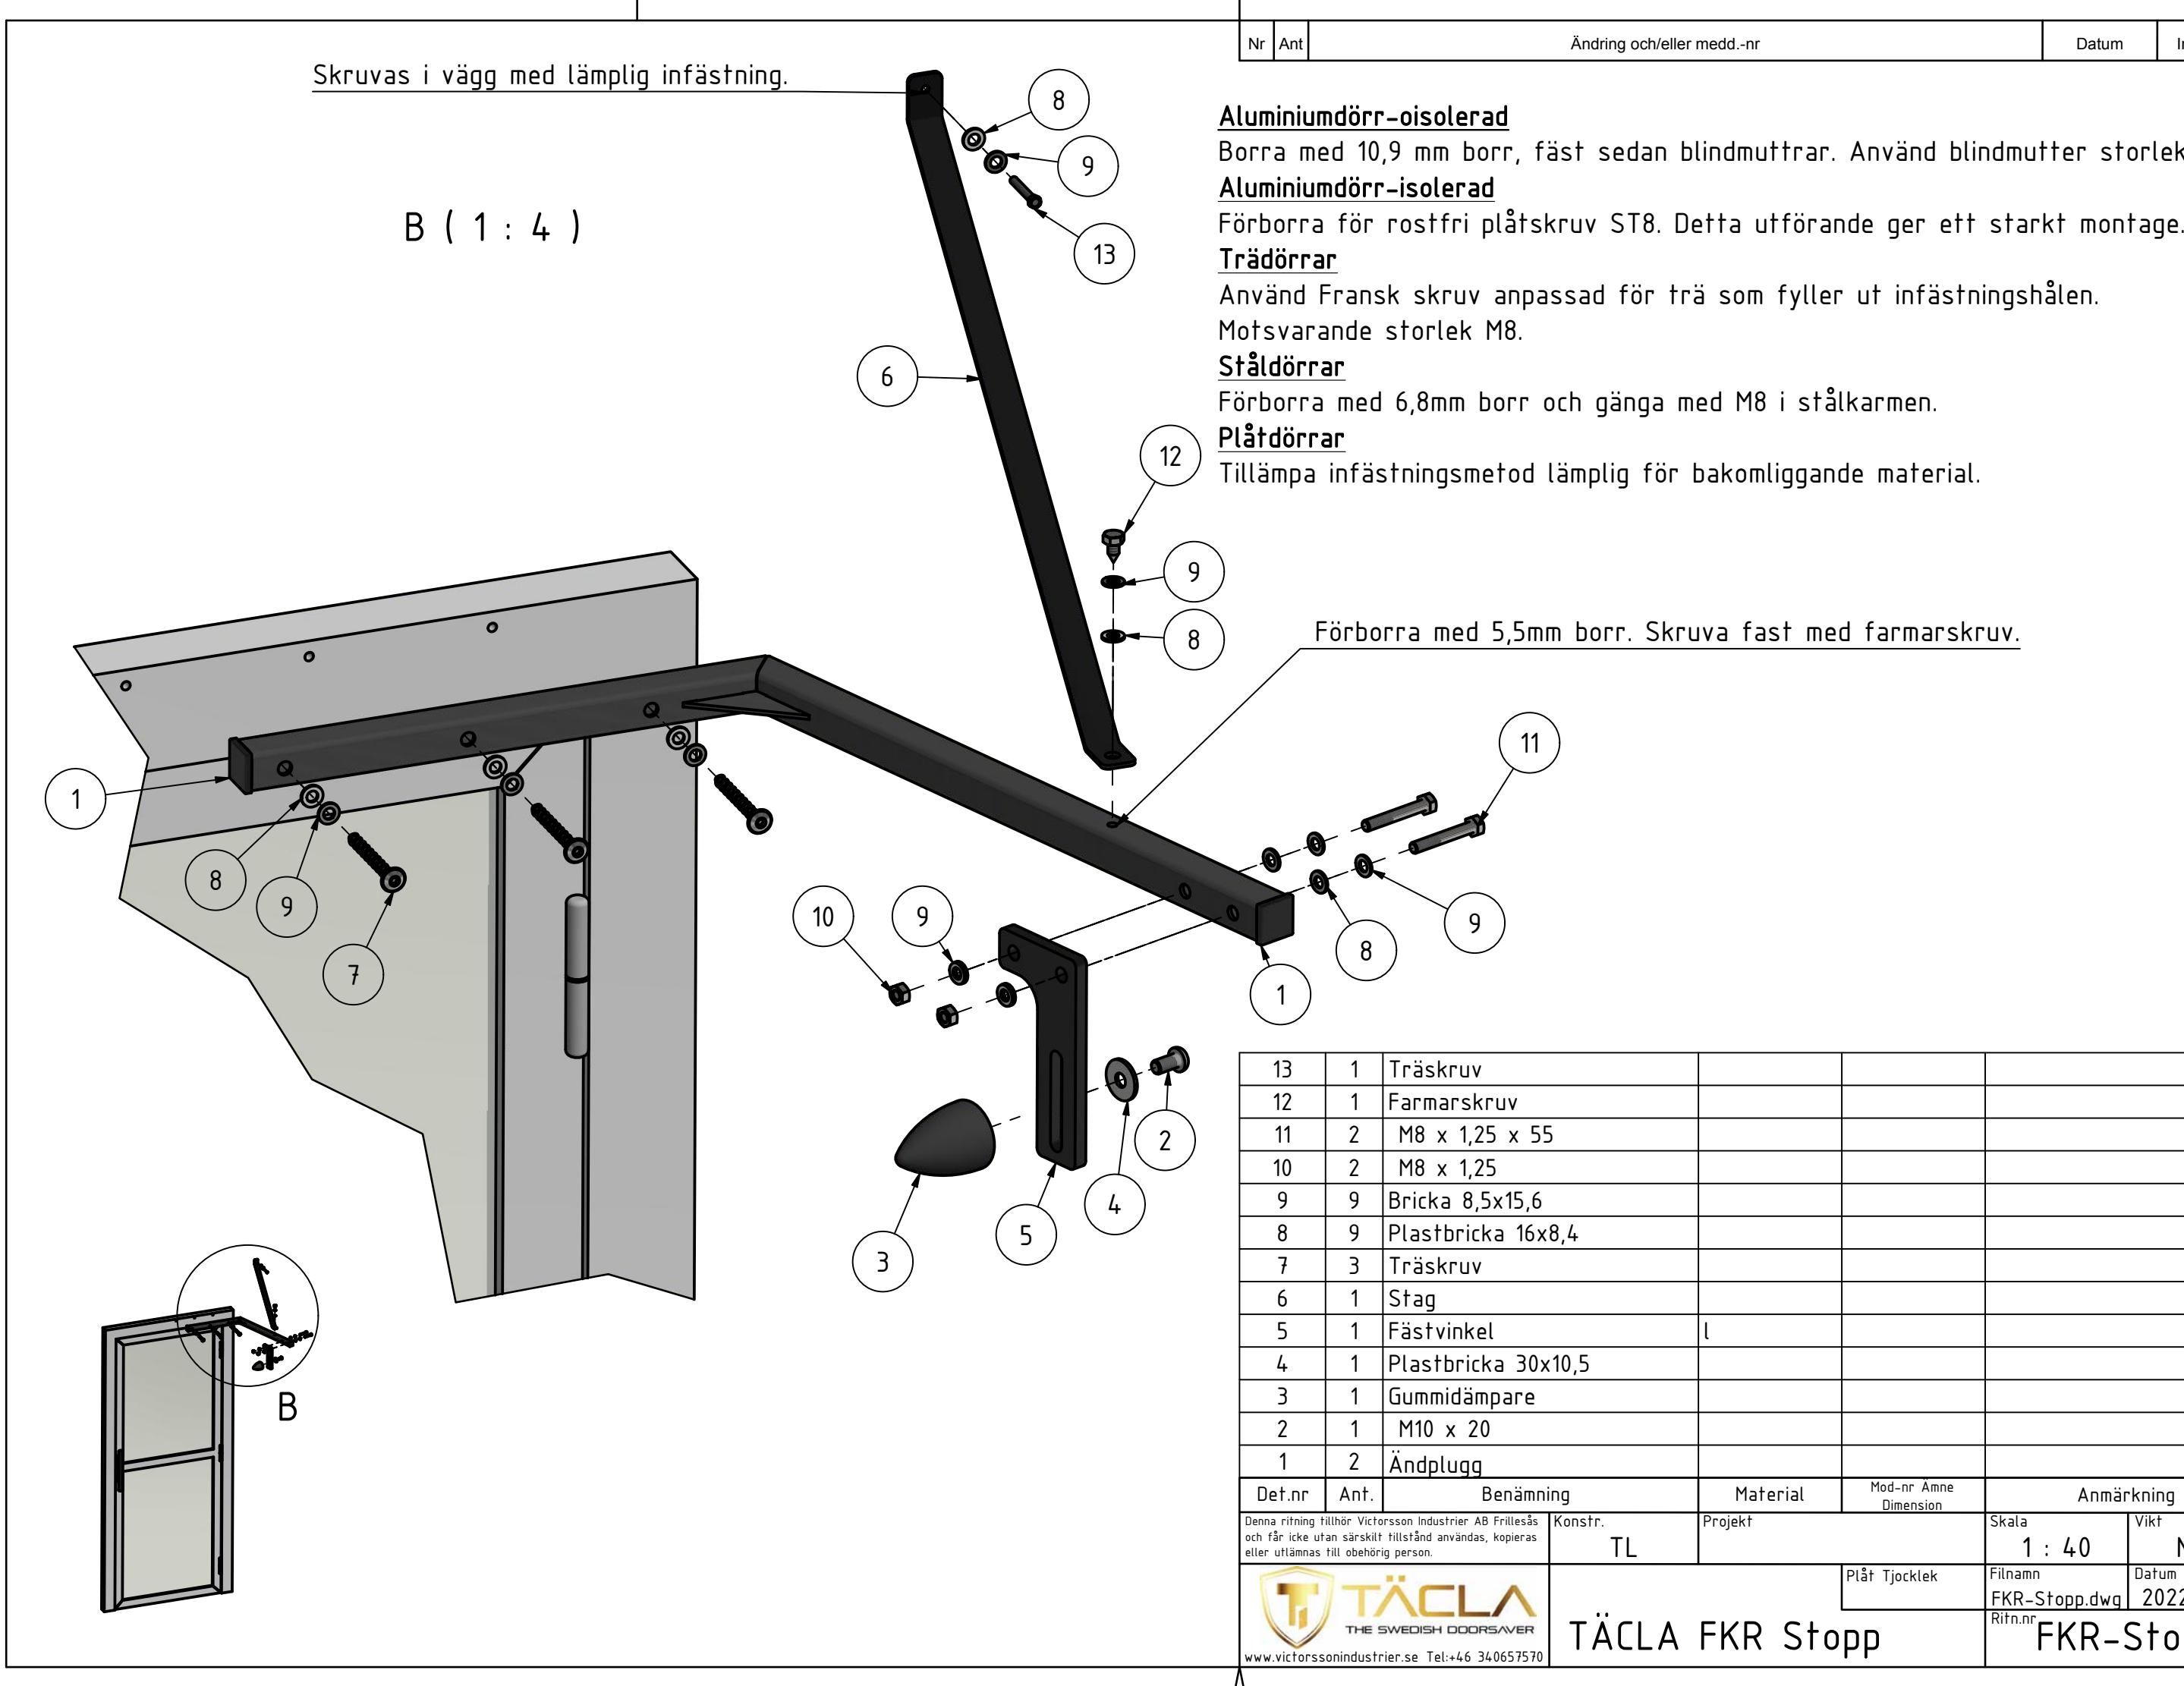 Nr Ant Ändring och/eller medd.-nr Datum
Skruvas i vägg med lämplig infästning.
B ( 1 : 4 )
Aluminiumdörr-oisolerad
Borra med 10,9 mm borr, fäst sedan blindmuttrar. Använd blindmutter storlek
Aluminiumdörr-isolerad
Förborra för rostfri plåtskruv ST8. Detta utförande ger ett starkt montage.
Trädörrar
Använd Fransk skruv anpassad för trä som fyller ut infästningshålen.
Motsvarande storlek M8.
Ståldörrar
Förborra med 6,8mm borr och gänga med M8 i stålkarmen.
Plåtdörrar
Tillämpa infästningsmetod lämplig för bakomliggande material.
8
9
13
6
12
9
8
Förborra med 5,5mm borr. Skruva fast med farmarskruv.
11
1
8
9
7
10
9
8
9
1
2
4
5
3
B
13 1 Träskruv
12 1 Farmarskruv
11 2 M8 x 1,25 x 55
10 2 M8 x 1,25
9 9 Bricka 8,5x15,6
8 9 Plastbricka 16x8,4
7 3 Träskruv
6 1 Stag
5 1 Fästvinkel l
4 1 Plastbricka 30x10,5
3 1 Gummidämpare
2 1 M10 x 20
1 2 Ändplugg
Det.nr Ant. Benämning Material Mod-nr Ämne Dimension Anmärkning
Denna ritning tillhör Victorsson Industrier AB Frillesås
och får icke utan särskilt tillstånd användas, kopieras
eller utlämnas till obehörig person.
Konstr.
TL
Projekt
Skala
1 : 40
Vikt
Plåt Tjocklek
Filnamn
FKR-Stopp.dwg
Datum
2022
TÄCLA
THE SWEDISH DOORSAVER
www.victorssonindustrier.se Tel:+46 340657570
TÄCLA FKR Stopp
Ritn.nr
FKR-Sto